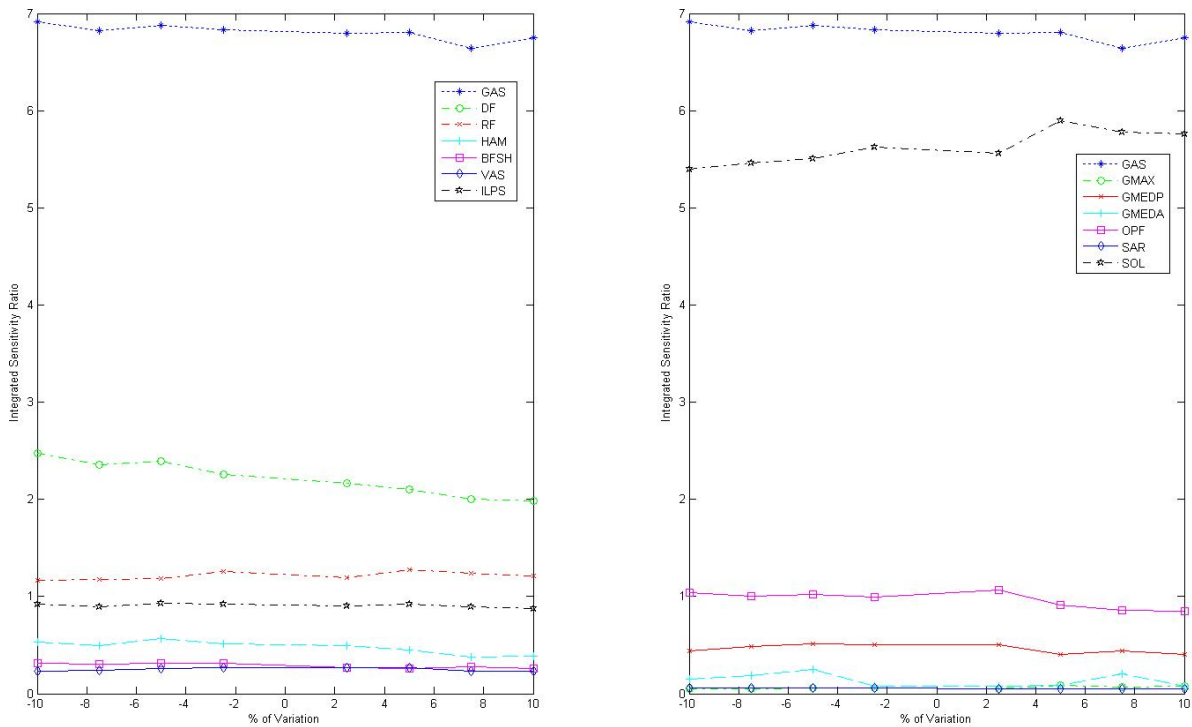 7
6
5
4
3
2
1
0
Integrated Sensitivity Ratio
-10 -8 -6 -4 -2 0 2 4 6 8 10
% of Variation
GAS
DF
RF
HAM
BFSH
VAS
ILPS
7
6
5
4
3
2
1
0
Integrated Sensitivity Ratio
-10 -8 -6 -4 -2 0 2 4 6 8 10
% of Variation
GAS
GMAX
GMEDP
GMEDA
OPF
SAR
SOL